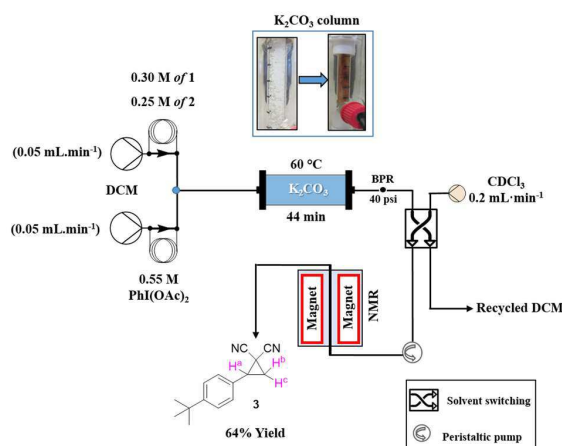 K₂CO₃ column
0.30 M of 1
0.25 M of 2
(0.05 mL.min⁻¹)
DCM
(0.05 mL.min⁻¹)
0.55 M
PhI(OAc)₂
60 °C
K₂CO₃
44 min
BPR
40 psi
CDCl₃
0.2 mL·min⁻¹
Recycled DCM
Magnet
Magnet
NMR
NC CN
Hᵃ
Hᵇ
Hᶜ
3
64% Yield
Solvent switching
Peristaltic pump